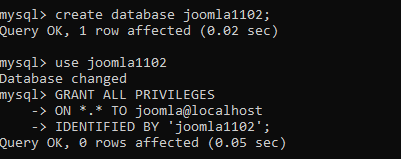 mysql> create database joomla1102;
Query OK, 1 row affected (0.02 sec)
mysql> use joomla1102
Database changed
mysql> GRANT ALL PRIVILEGES
    -> ON *.* TO joomla@localhost
    -> IDENTIFIED BY 'joomla1102';
Query OK, 0 rows affected (0.05 sec)